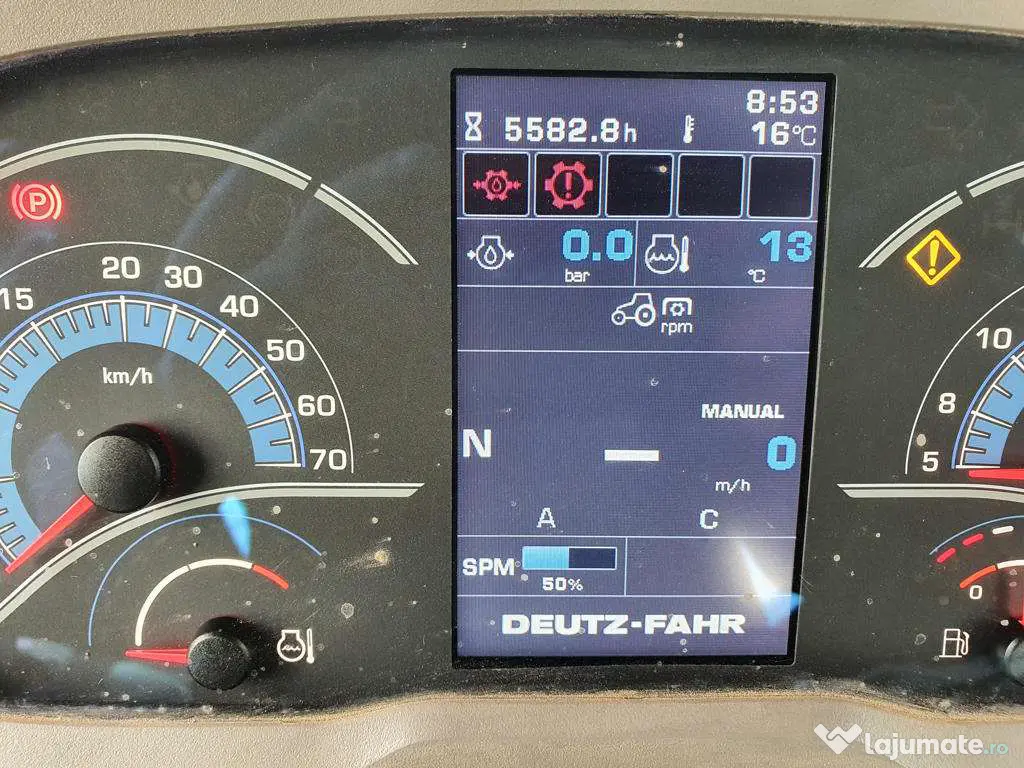 8:53
5582.8h
16°C
P
0.0
bar
13
°C
rpm
15
20
30
40
50
60
70
km/h
MANUAL
N
0
m/h
A
C
SPM
50%
DEUTZ-FAHR
10
8
5
0
lajumate.ro